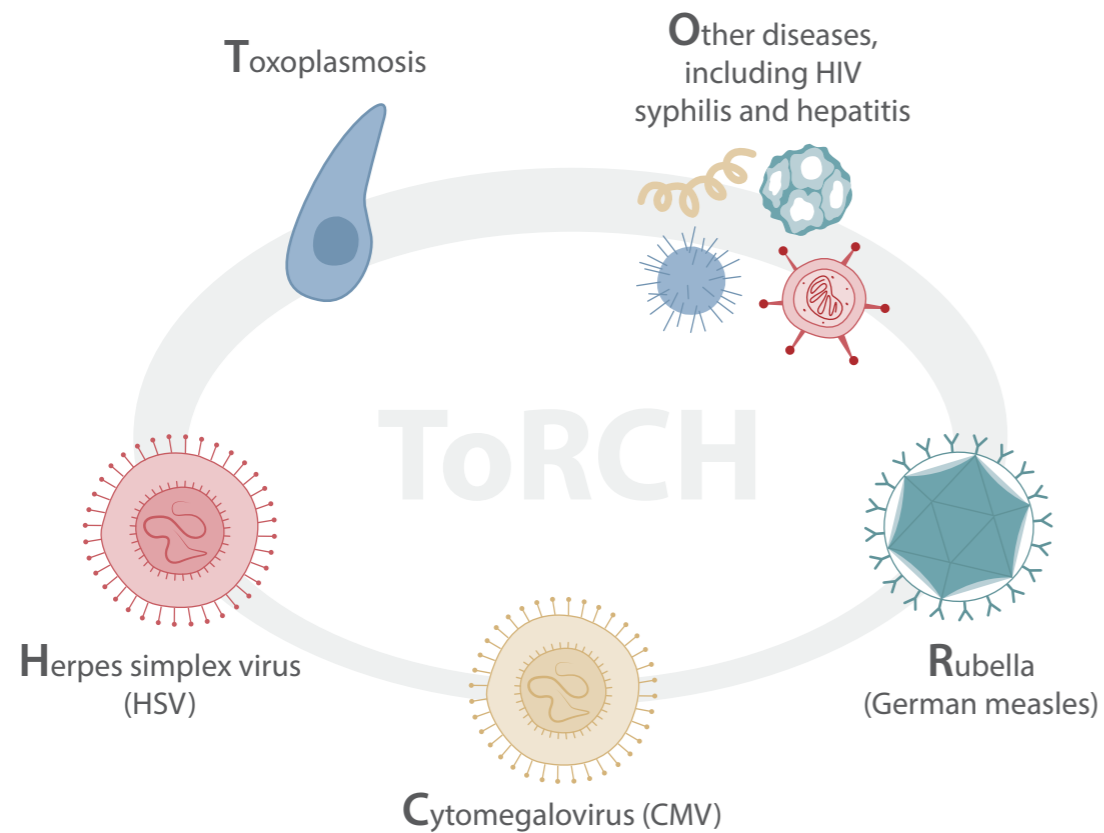 Toxoplasmosis
Other diseases,
including HIV
syphilis and hepatitis
ToRCH
Herpes simplex virus
(HSV)
Rubella
(German measles)
Cytomegalovirus (CMV)